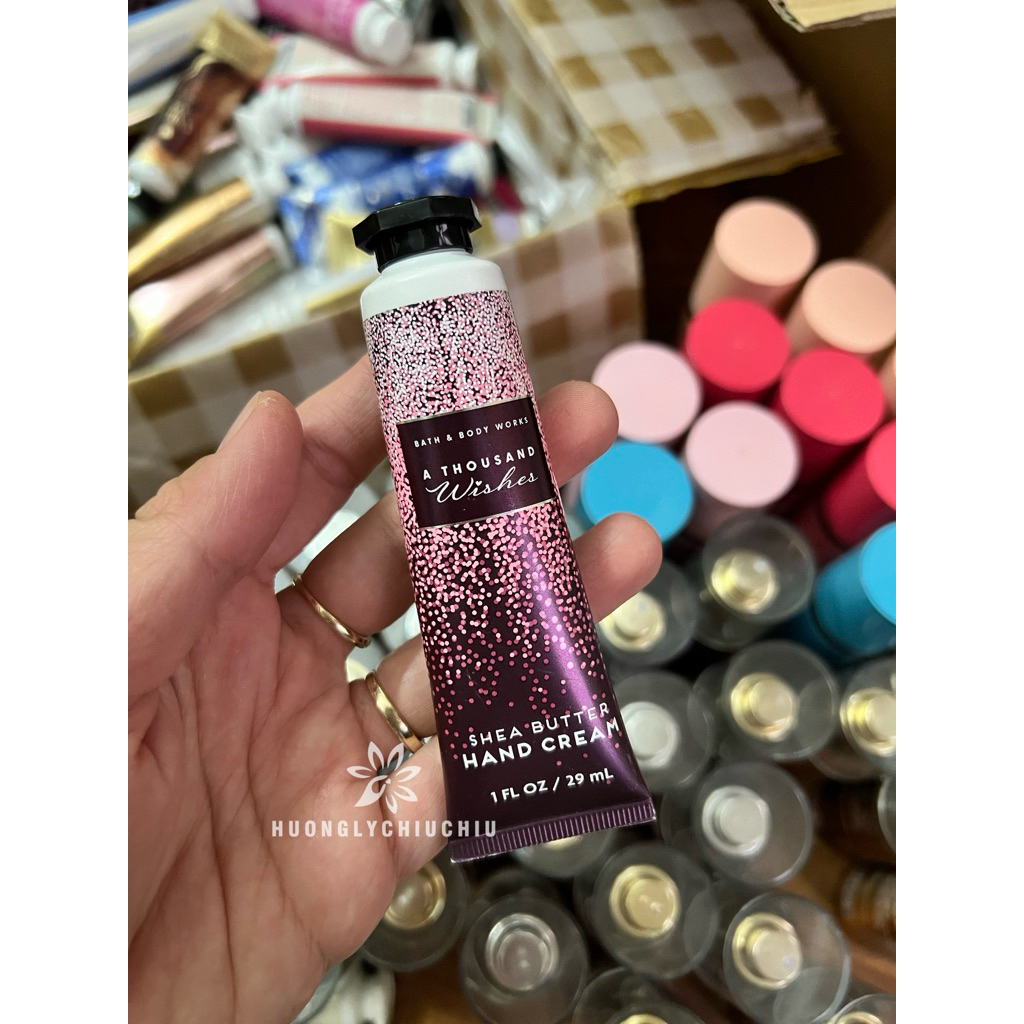 BATH & BODY WORKS
A THOUSAND
Wishes
SHEA BUTTER
HAND CREAM
1 FL OZ / 29 mL
HUONGLYCHIUCHIU